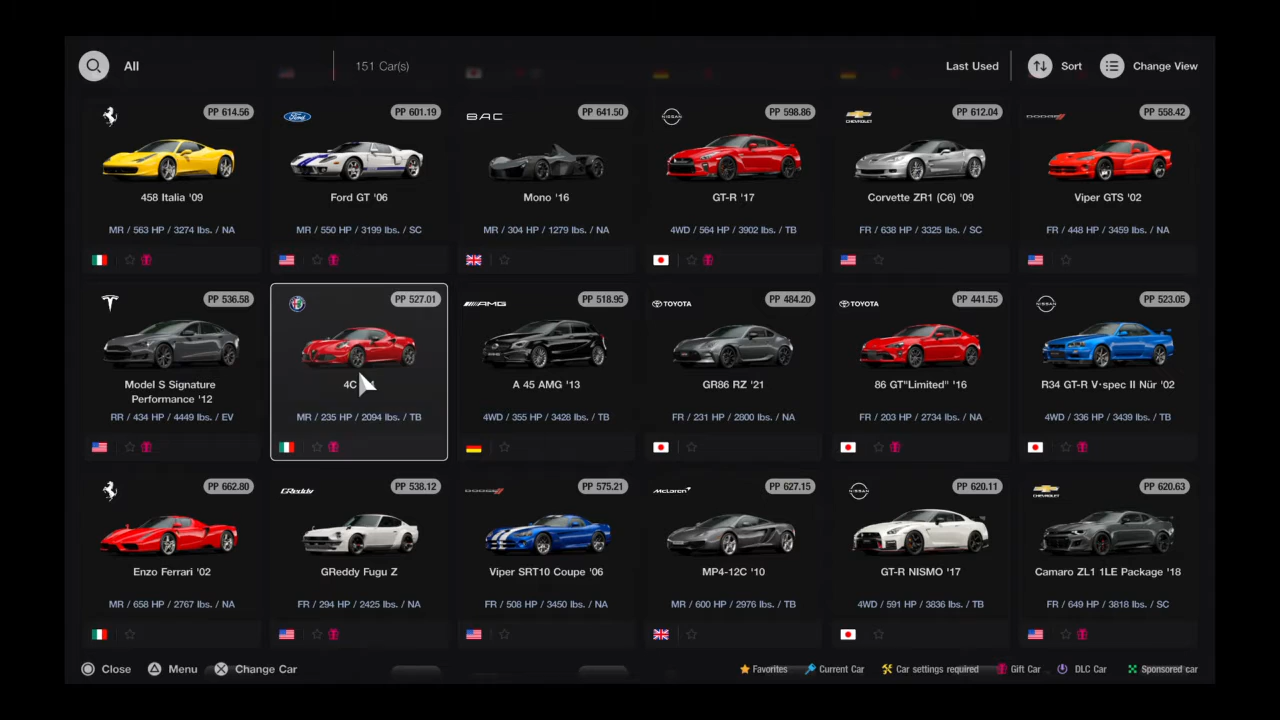 All
151 Car(s)
Last Used
Sort
Change View
PP 614.56
Ford
PP 601.19
BAC
PP 641.50
NISSAN
PP 598.86
CHEVROLET
PP 612.04
DODGE
PP 558.42
458 Italia '09
Ford GT '06
Mono '16
GT-R '17
Corvette ZR1 (C6) '09
Viper GTS '02
MR / 563 HP / 3274 lbs. / NA
MR / 550 HP / 3199 lbs. / SC
MR / 304 HP / 1279 lbs. / NA
4WD / 564 HP / 3902 lbs. / TB
FR / 638 HP / 3325 lbs. / SC
FR / 448 HP / 3459 lbs. / NA
PP 536.58
PP 527.01
AMG
PP 518.95
TOYOTA
PP 484.20
TOYOTA
PP 441.55
NISSAN
PP 523.05
Model S Signature
Performance '12
4C
A 45 AMG '13
GR86 RZ '21
86 GT"Limited" '16
R34 GT-R V·spec II Nür '02
RR / 434 HP / 4449 lbs. / EV
MR / 235 HP / 2094 lbs. / TB
4WD / 355 HP / 3428 lbs. / TB
FR / 231 HP / 2800 lbs. / NA
FR / 203 HP / 2734 lbs. / NA
4WD / 336 HP / 3439 lbs. / TB
PP 662.80
GReddy
PP 538.12
DODGE
PP 575.21
McLaren
PP 627.15
NISSAN
PP 620.11
CHEVROLET
PP 620.63
Enzo Ferrari '02
GReddy Fugu Z
Viper SRT10 Coupe '06
MP4-12C '10
GT-R NISMO '17
Camaro ZL1 1LE Package '18
MR / 658 HP / 2767 lbs. / NA
FR / 294 HP / 2425 lbs. / NA
FR / 508 HP / 3450 lbs. / NA
MR / 600 HP / 2976 lbs. / TB
4WD / 591 HP / 3836 lbs. / TB
FR / 649 HP / 3818 lbs. / SC
Close
Menu
Change Car
Favorites
Current Car
Car settings required
Gift Car
DLC Car
Sponsored car